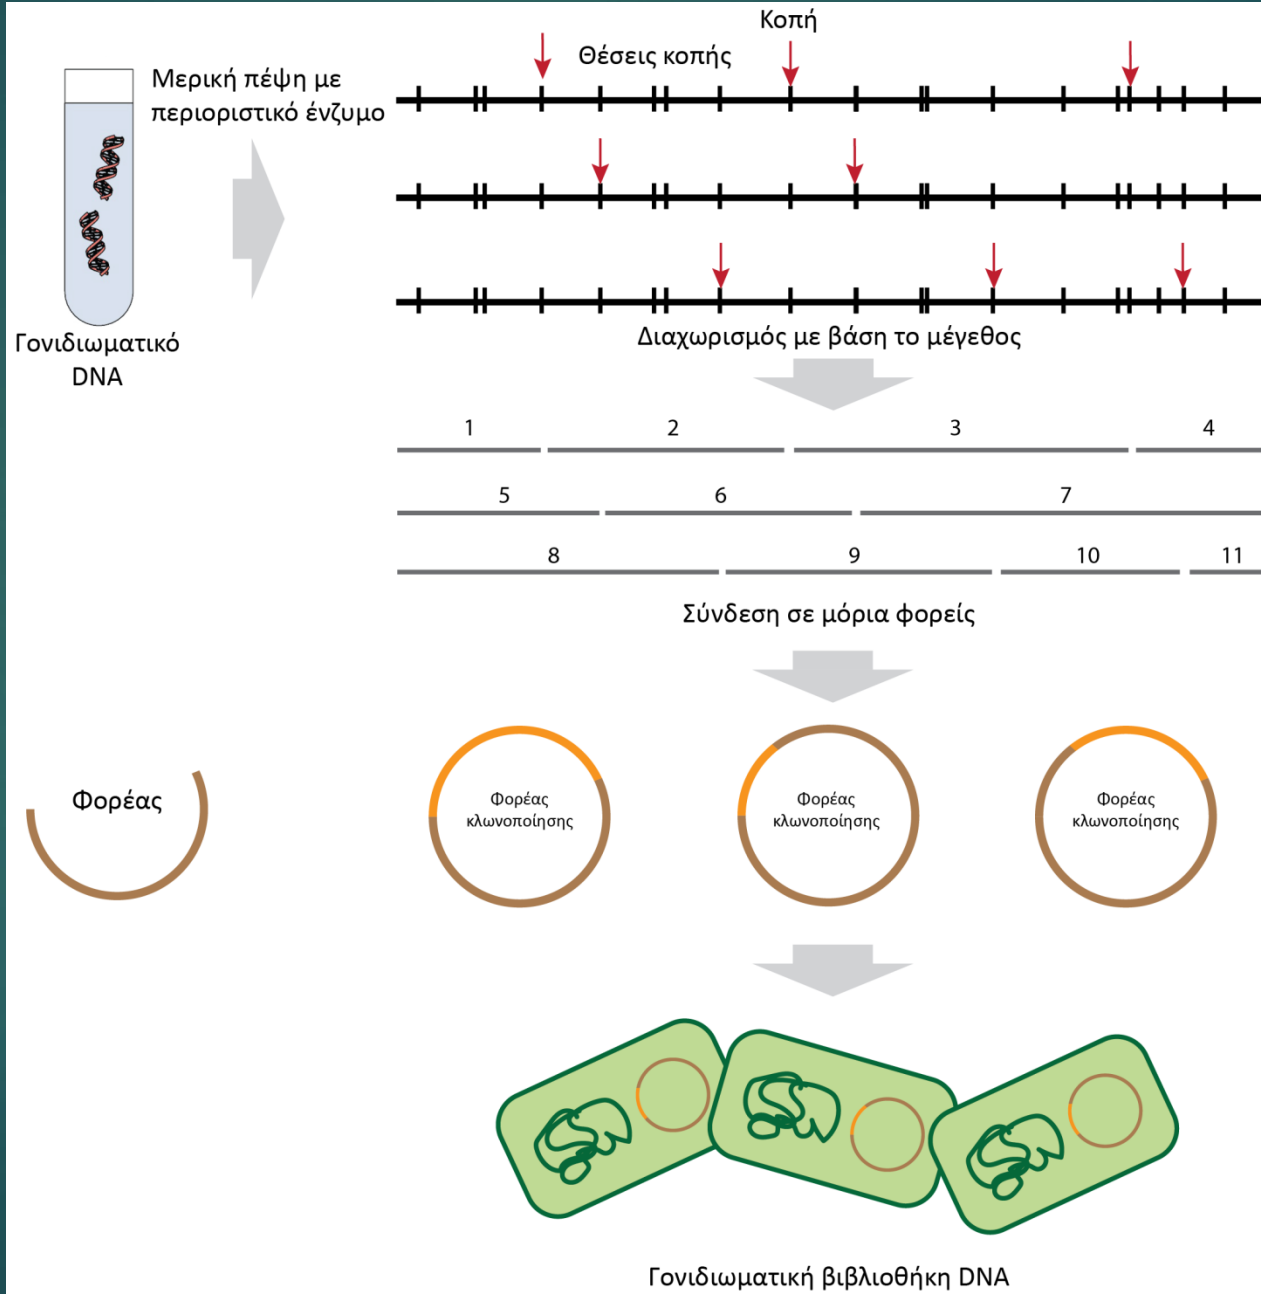 Κοπή
Θέσεις κοπής
Μερική πέψη με
περιοριστικό ένζυμο
Γονιδιωματικό
DNA
Διαχωρισμός με βάση το μέγεθος
1 2 3 4
5 6 7
8 9 10 11
Σύνδεση σε μόρια φορείς
Φορέας
Φορέας
κλωνοποίησης
Φορέας
κλωνοποίησης
Φορέας
κλωνοποίησης
Γονιδιωματική βιβλιοθήκη DNA